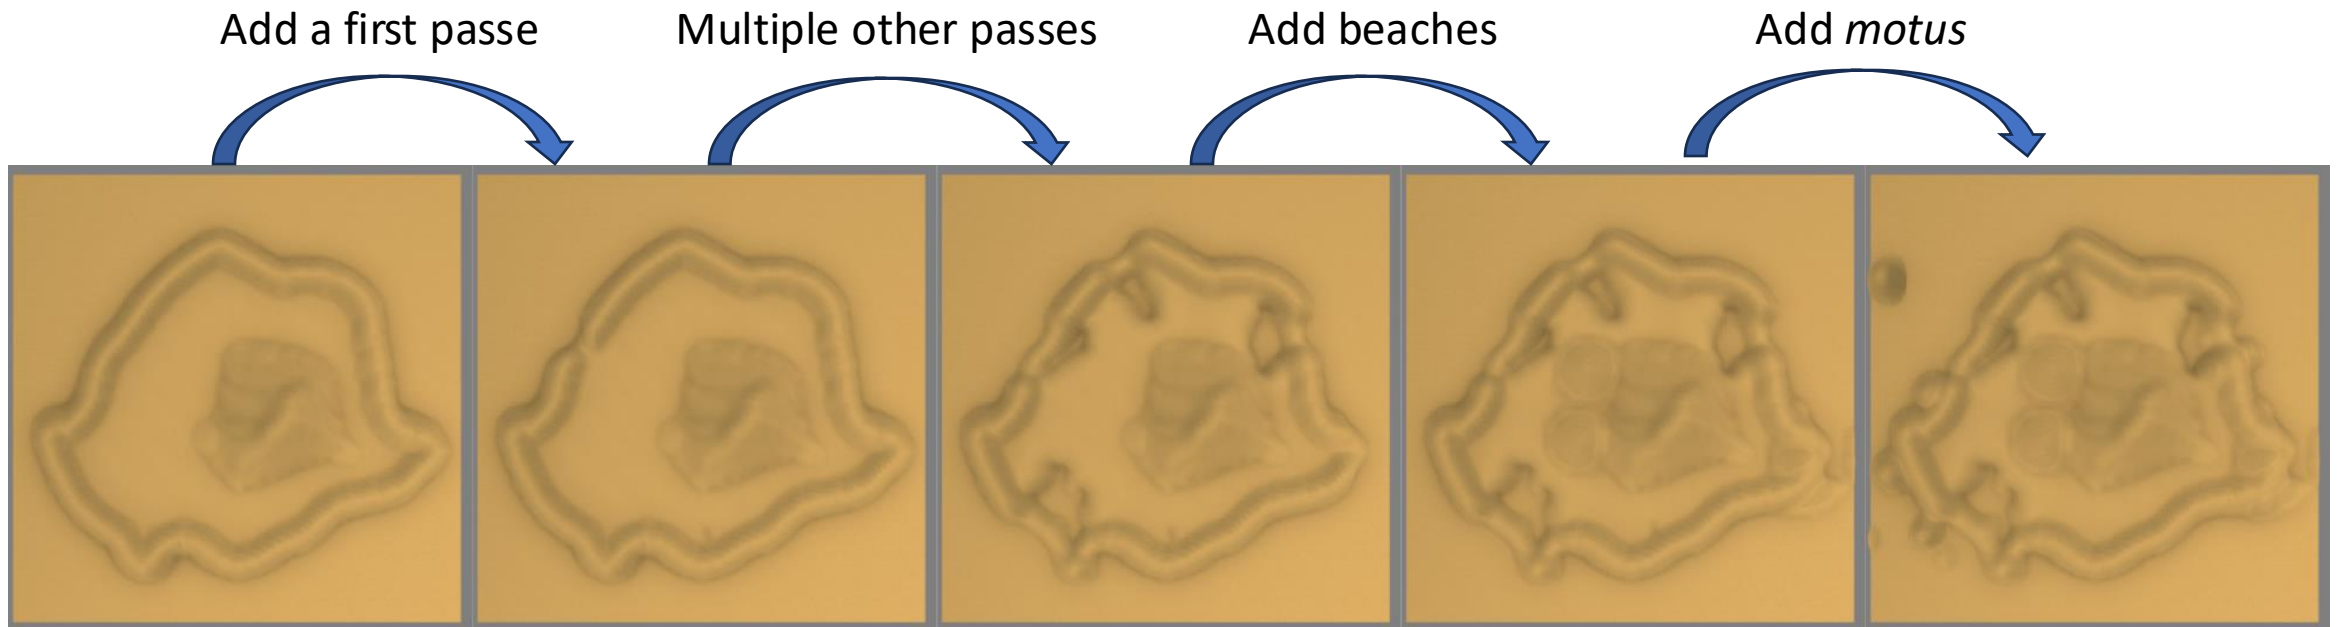 Add a first passe
Multiple other passes
Add beaches
Add motus